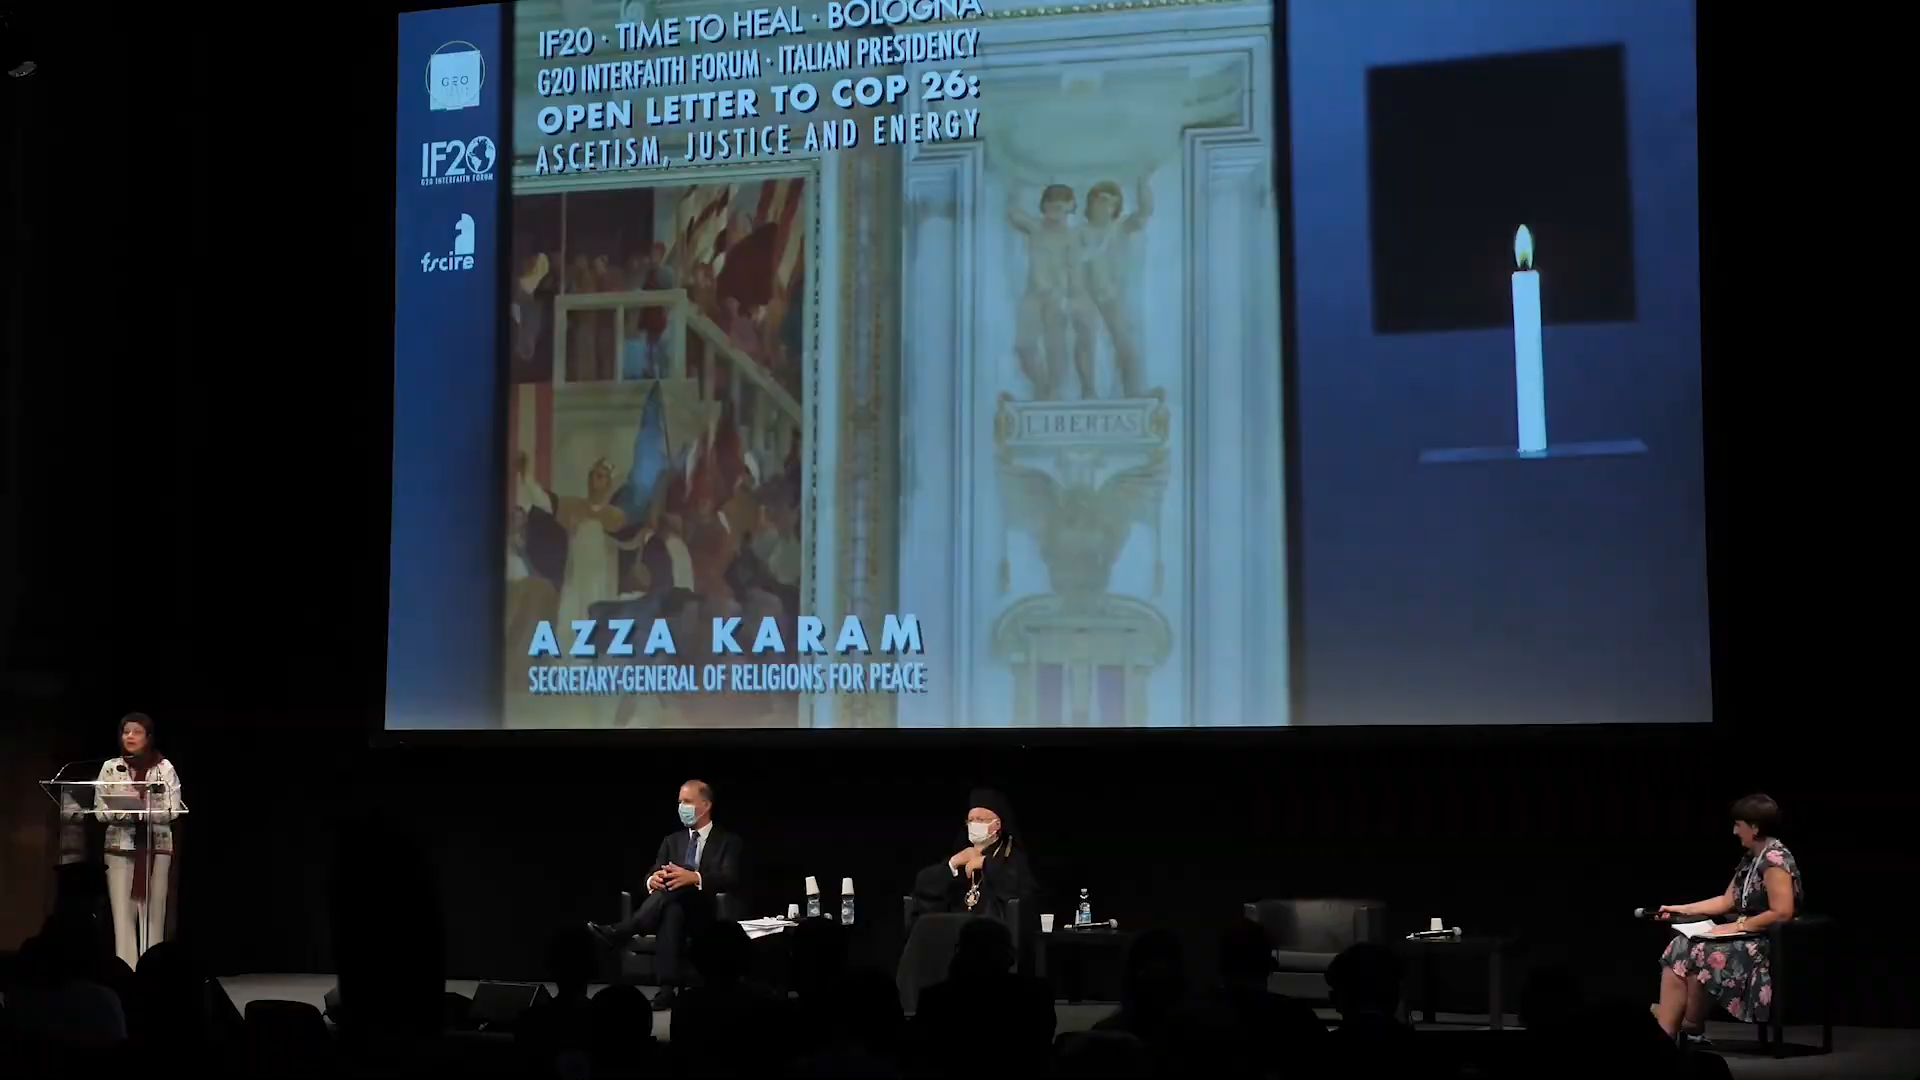 IF20 · TIME TO HEAL · BOLOGNA
G20 INTERFAITH FORUM · ITALIAN PRESIDENCY
OPEN LETTER TO COP 26:
ASCETISM, JUSTICE AND ENERGY
IF20
G20 INTERFAITH FORUM
fscire
LIBERTAS
AZZA KARAM
SECRETARY-GENERAL OF RELIGIONS FOR PEACE